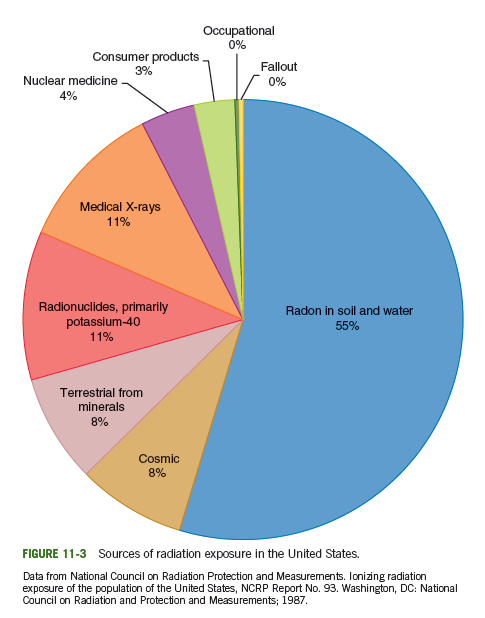 Occupational
0%
Consumer products
3%
Fallout
0%
Nuclear medicine
4%
Medical X-rays
11%
Radionuclides, primarily
potassium-40
11%
Radon in soil and water
55%
Terrestrial from
minerals
8%
Cosmic
8%
FIGURE 11-3 Sources of radiation exposure in the United States.
Data from National Council on Radiation Protection and Measurements. Ionizing radiation
exposure of the population of the United States, NCRP Report No. 93. Washington, DC: National
Council on Radiation and Protection and Measurements; 1987.